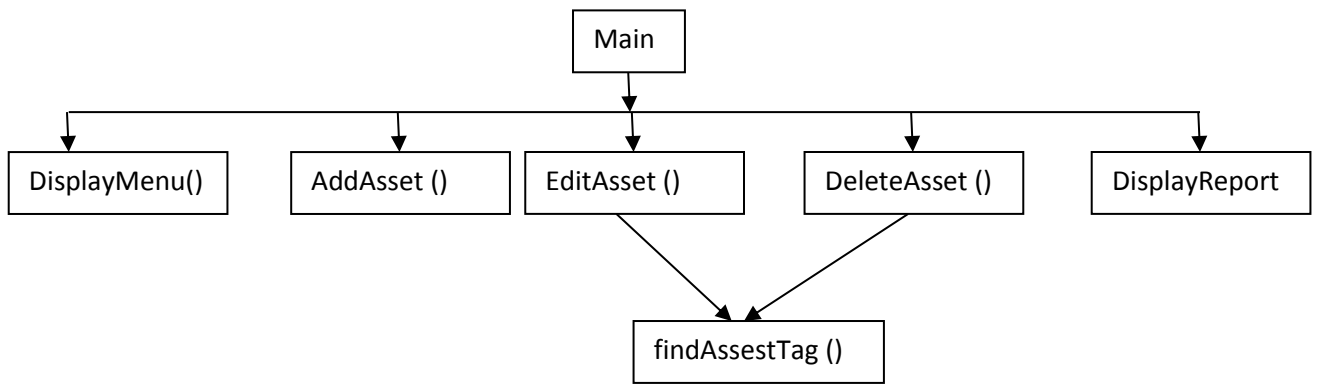 Main
DisplayMenu()
AddAsset ()
EditAsset ()
DeleteAsset ()
DisplayReport
findAssestTag ()